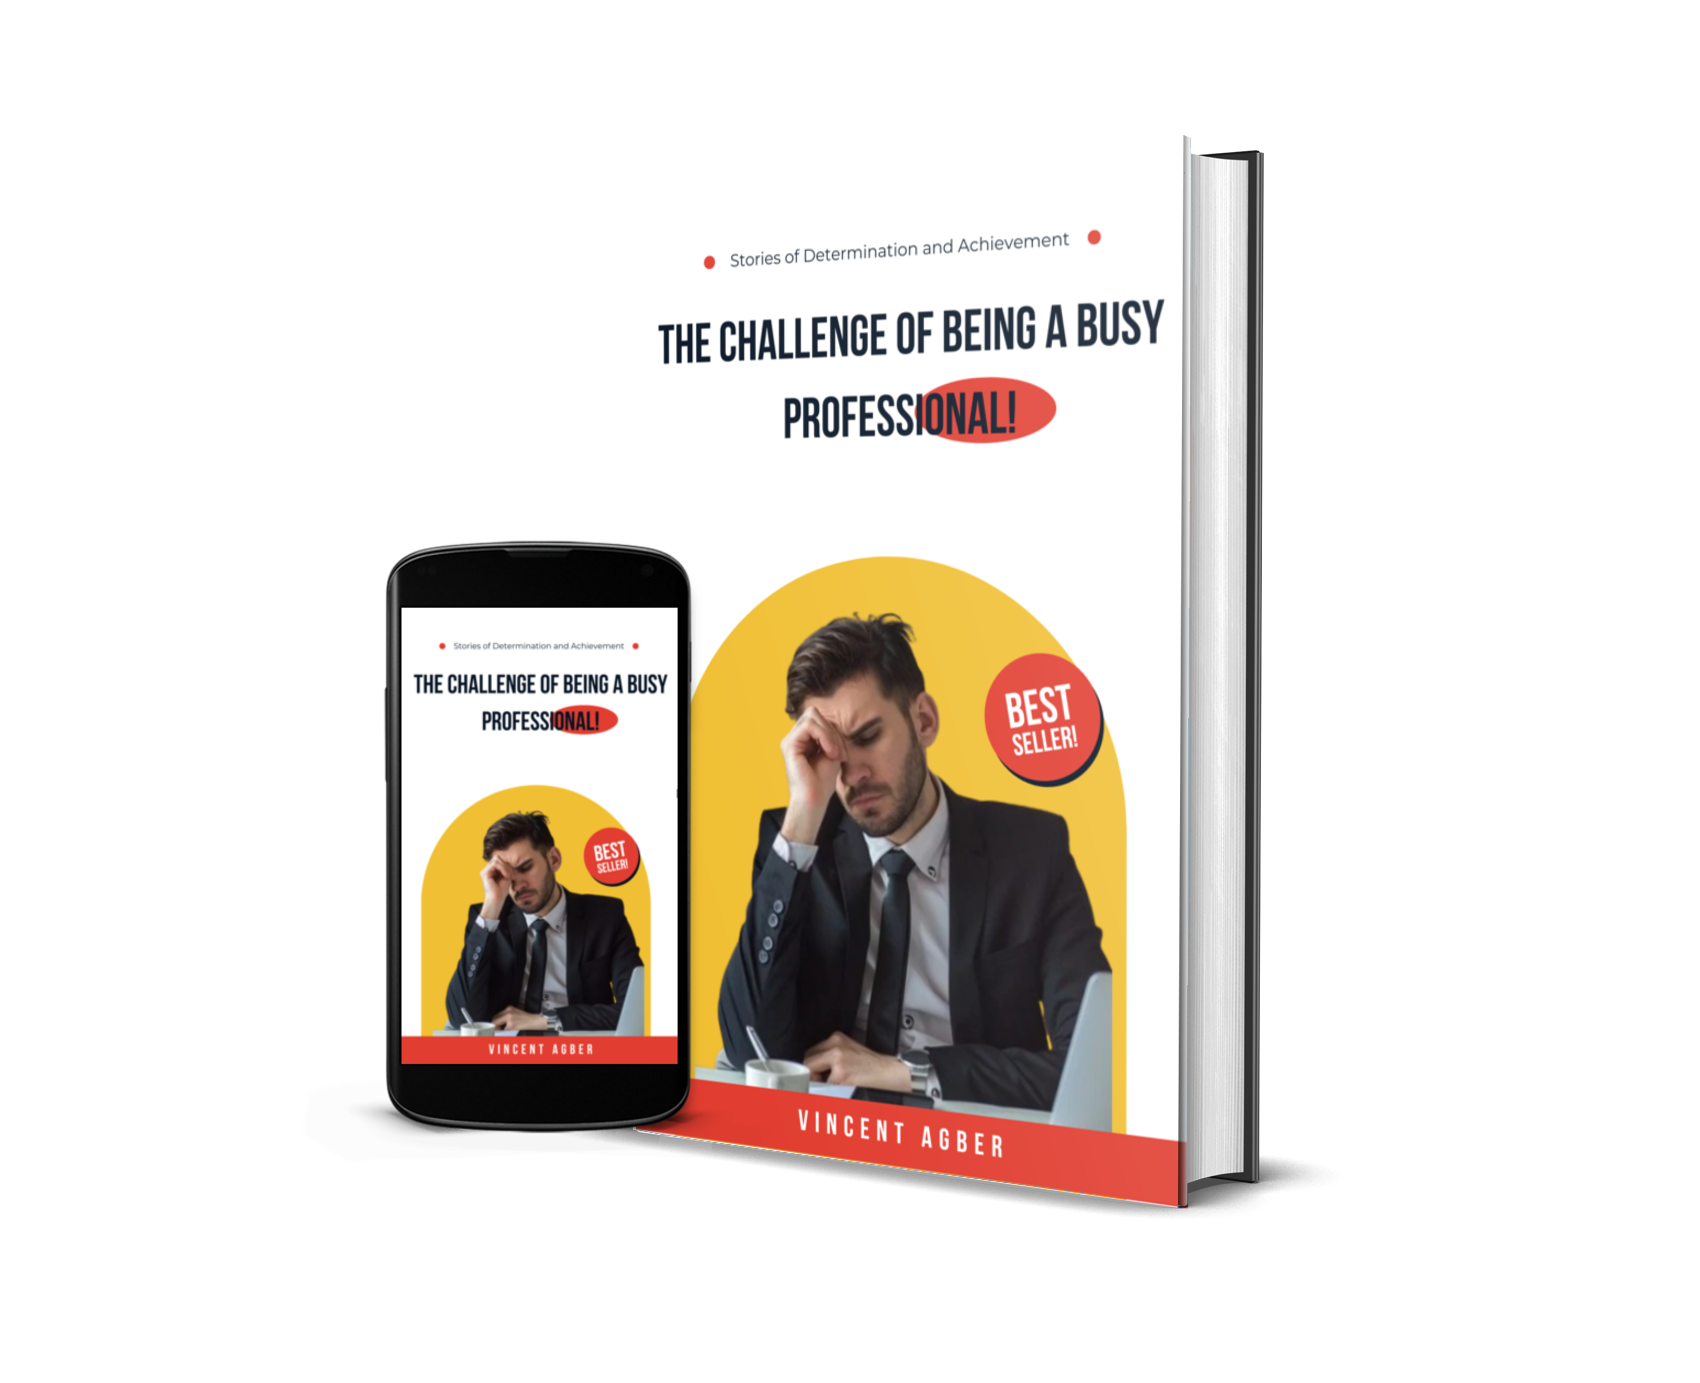 Stories of Determination and Achievement
THE CHALLENGE OF BEING A BUSY
PROFESSIONAL!
BEST
SELLER!
VINCENT AGBER
Stories of Determination and Achievement
THE CHALLENGE OF BEING A BUSY
PROFESSIONAL!
BEST
SELLER!
VINCENT AGBER